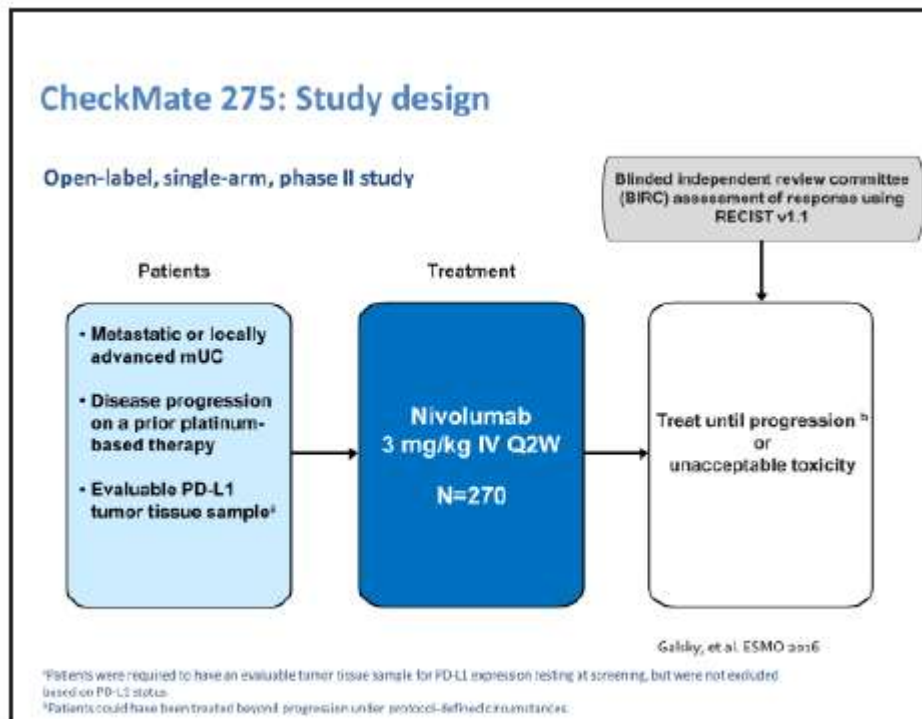 CheckMate 275: Study design
Open-label, single-arm, phase II study
Blinded independent review committee
(BIRC) assessment of response using
RECIST v1.1
Patients
Treatment
• Metastatic or locally
advanced mUC
• Disease progression
on a prior platinum-
based therapy
• Evaluable PD-L1
tumor tissue sampleᵃ
Nivolumab
3 mg/kg IV Q2W
N=270
Treat until progression ᵇ
or
unacceptable toxicity
Galsky, et al. ESMO 2016
ᵃPatients were required to have an evaluable tumor tissue sample for PD-L1 expression testing at screening, but were not excluded
based on PD-L1 status.
ᵇPatients could have been treated beyond progression under protocol-defined circumstances.